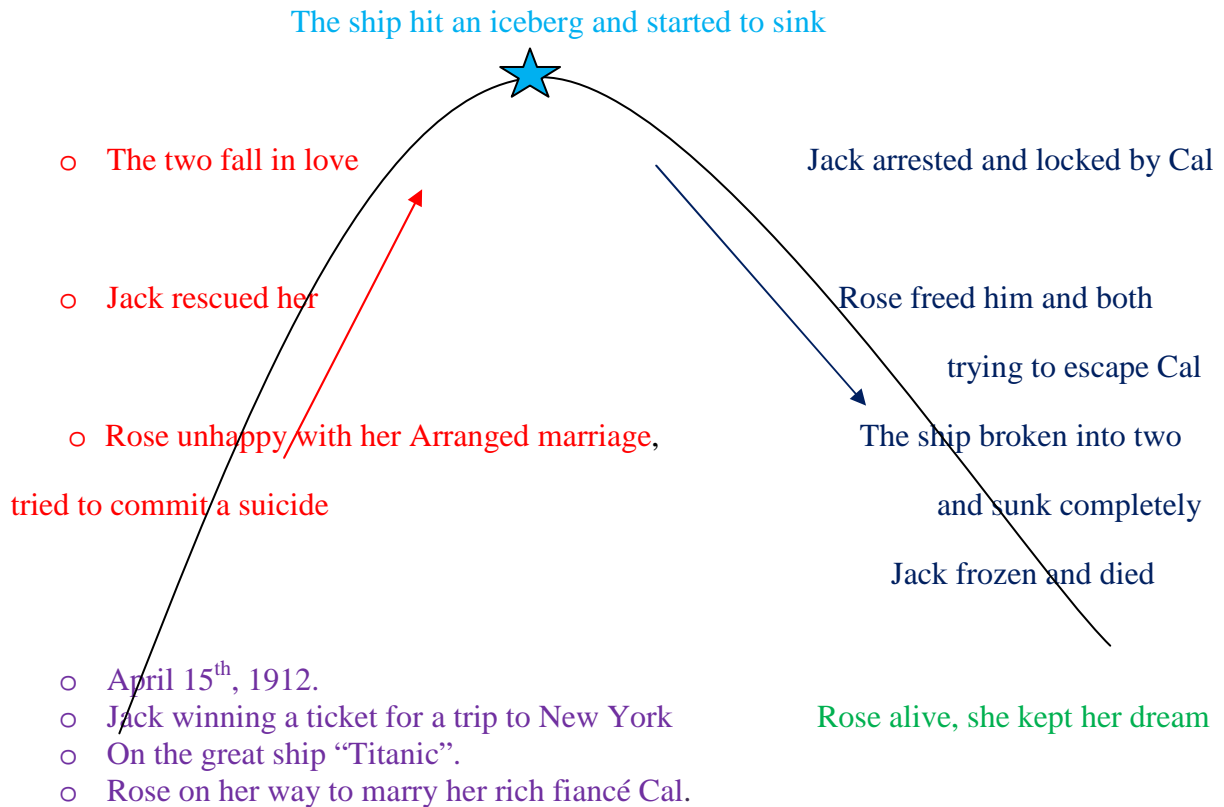 The ship hit an iceberg and started to sink
o The two fall in love
Jack arrested and locked by Cal
o Jack rescued her
Rose freed him and both
trying to escape Cal
o Rose unhappy with her Arranged marriage,
The ship broken into two
tried to commit a suicide
and sunk completely
Jack frozen and died
o April 15th, 1912.
o Jack winning a ticket for a trip to New York
Rose alive, she kept her dream
o On the great ship “Titanic”.
o Rose on her way to marry her rich fiancé Cal.